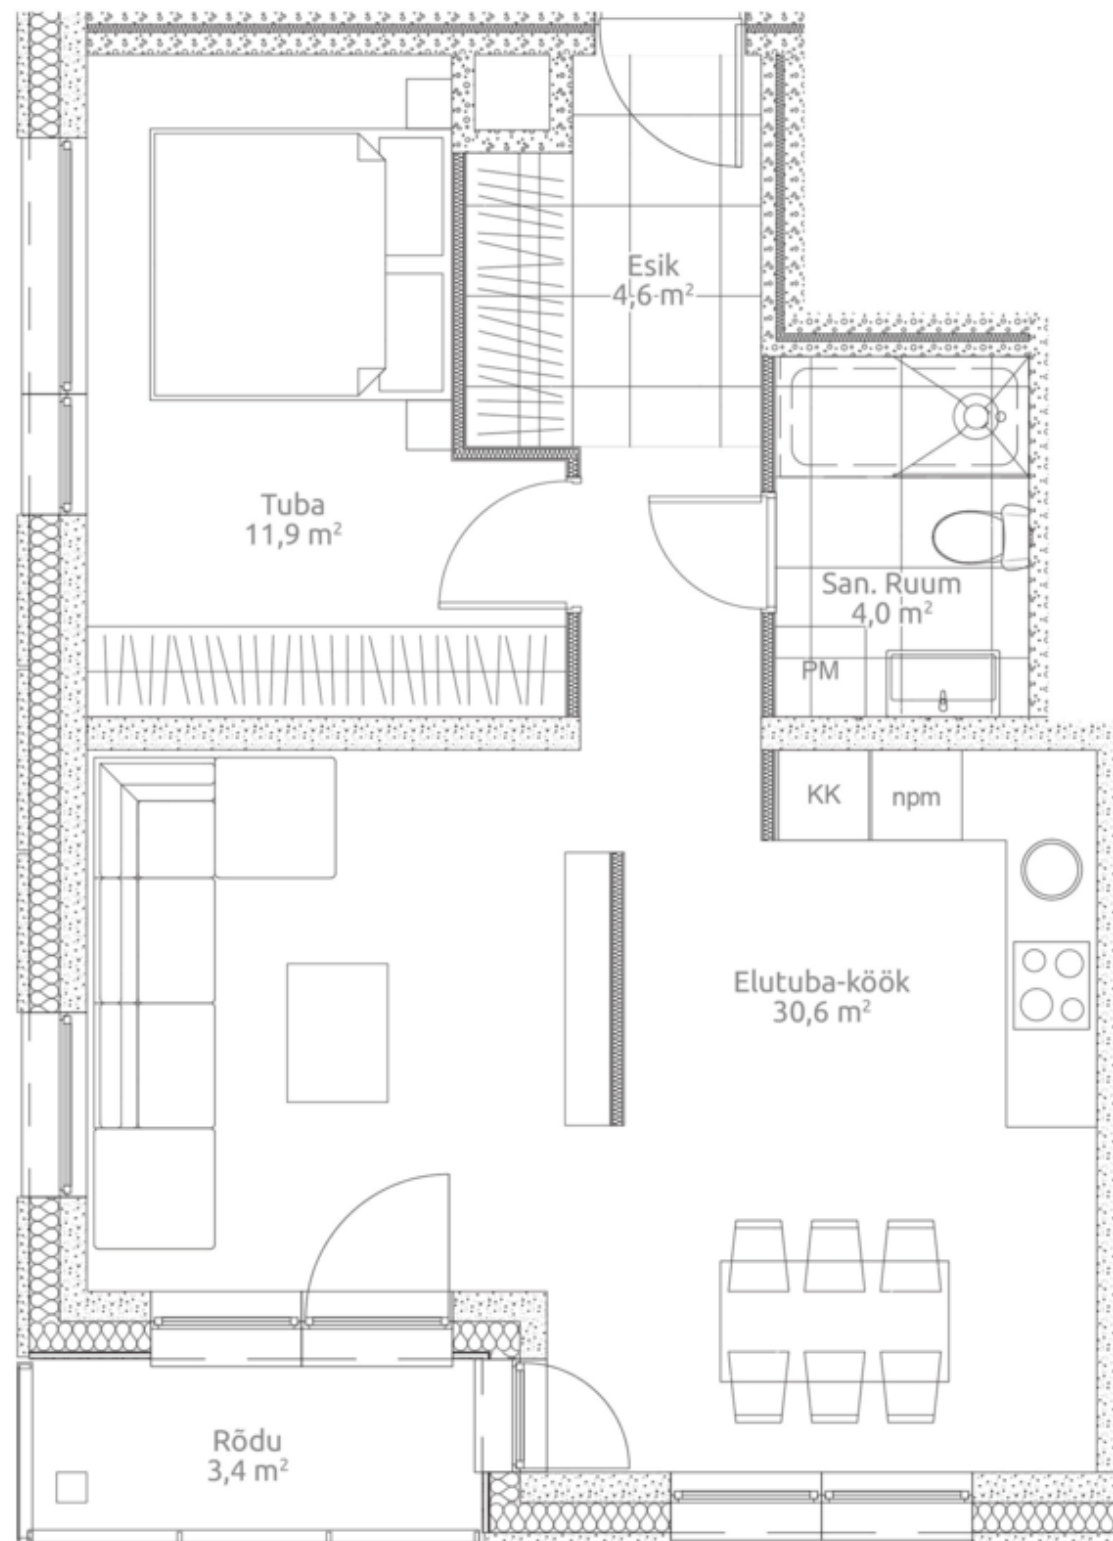 Esik
4,6 m²
Tuba
11,9 m²
San. Ruum
4,0 m²
PM
KK
npm
Elutuba-köök
30,6 m²
Rõdu
3,4 m²